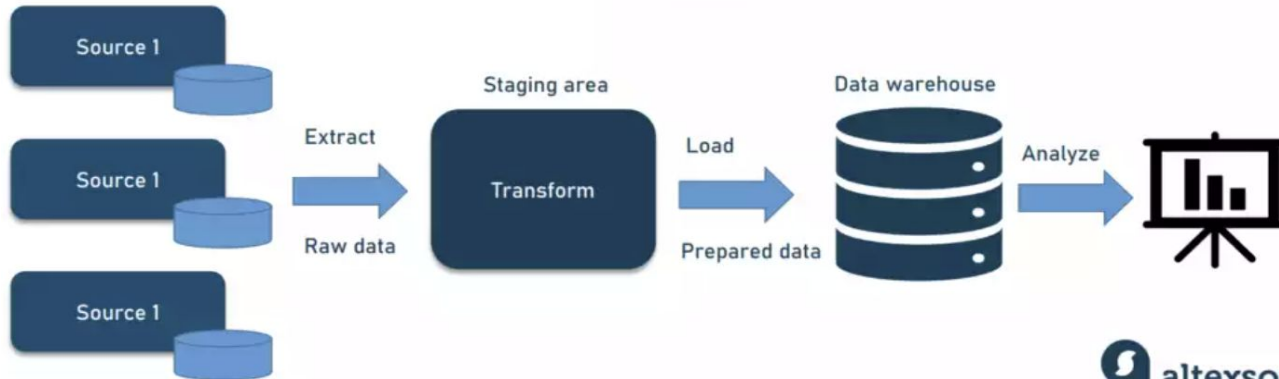 Source 1
Source 1
Source 1
Extract
Raw data
Staging area
Transform
Load
Prepared data
Data warehouse
Analyze